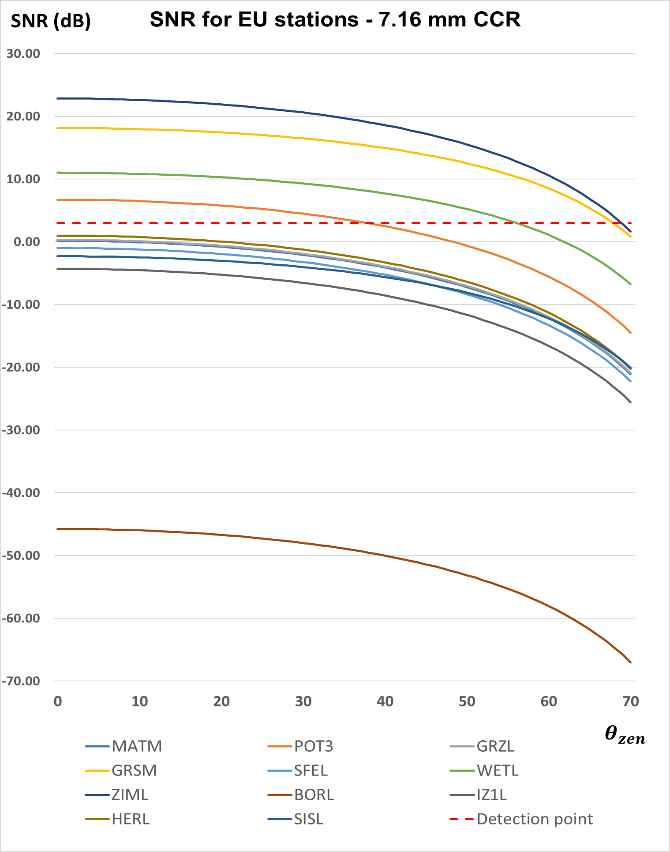 SNR (dB)
SNR for EU stations - 7.16 mm CCR
30.00
20.00
10.00
0.00
-10.00
-20.00
-30.00
-40.00
-50.00
-60.00
-70.00
0 10 20 30 40 50 60 70
θzen
MATM POT3 GRZL
GRSM SFEL WETL
ZIML BORL IZ1L
HERL SISL Detection point